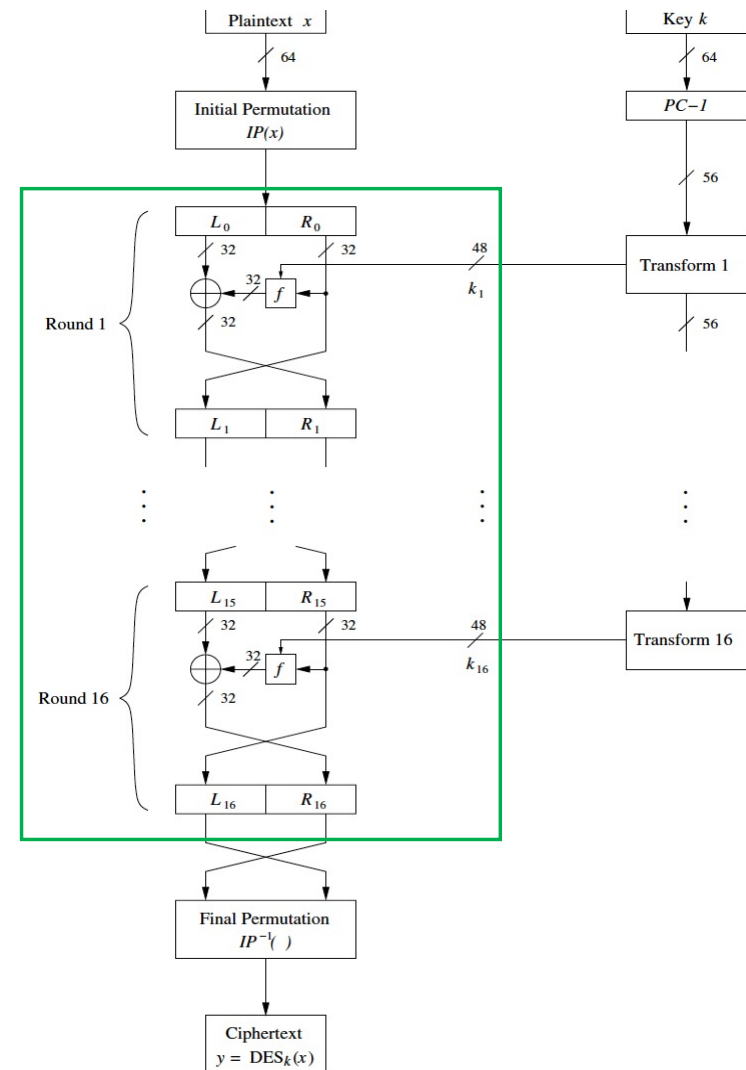 Plaintext x
Key k
64
64
Initial Permutation
IP(x)
PC−1
56
L0 R0
32 32
48
Transform 1
32 f
k1
32
56
Round 1
L1 R1
L15 R15
32 32
48
Transform 16
32 f
k16
32
Round 16
L16 R16
Final Permutation
IP−1( )
Ciphertext
y = DESk(x)